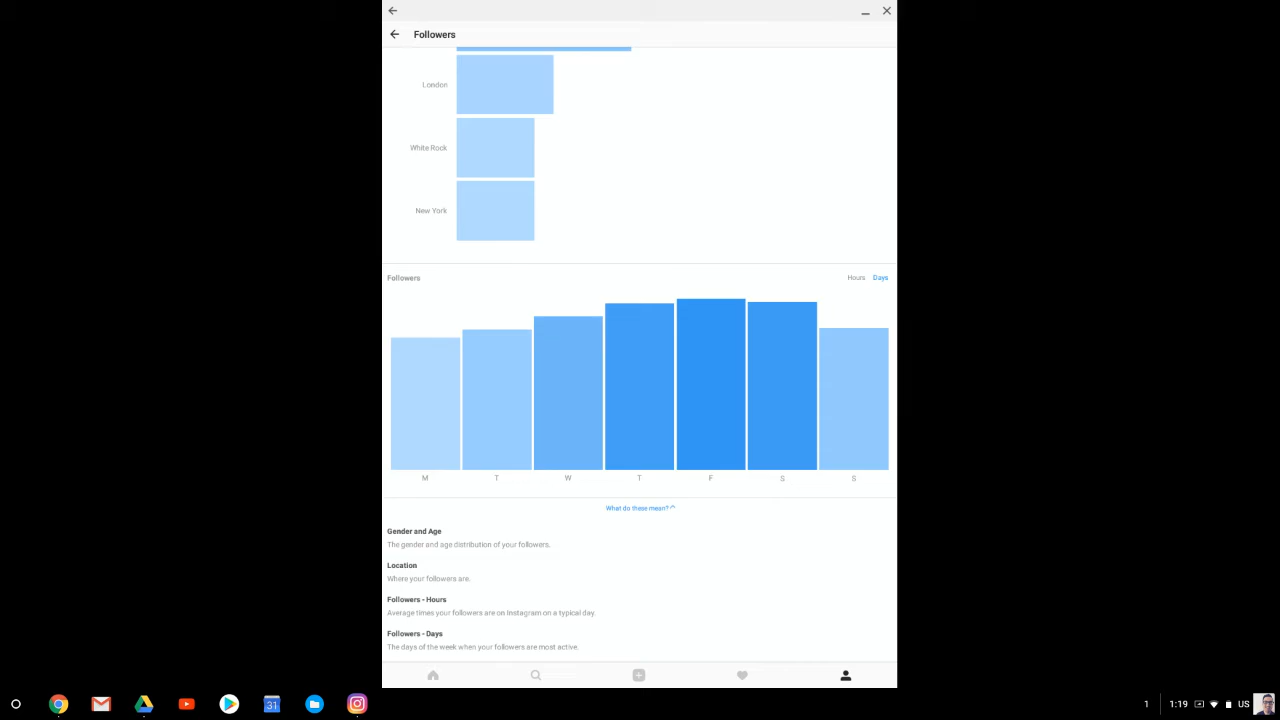 Followers
London
White Rock
New York
Followers
Hours Days
M T W T F S S
What do these mean?
Gender and Age
The gender and age distribution of your followers.
Location
Where your followers are.
Followers - Hours
Average times your followers are on Instagram on a typical day.
Followers - Days
The days of the week when your followers are most active.
31
1 1:19 US